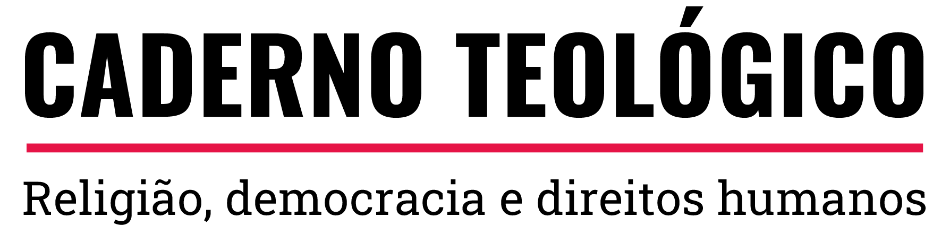 CADERNO TEOLÓGICO
Religião, democracia e direitos humanos